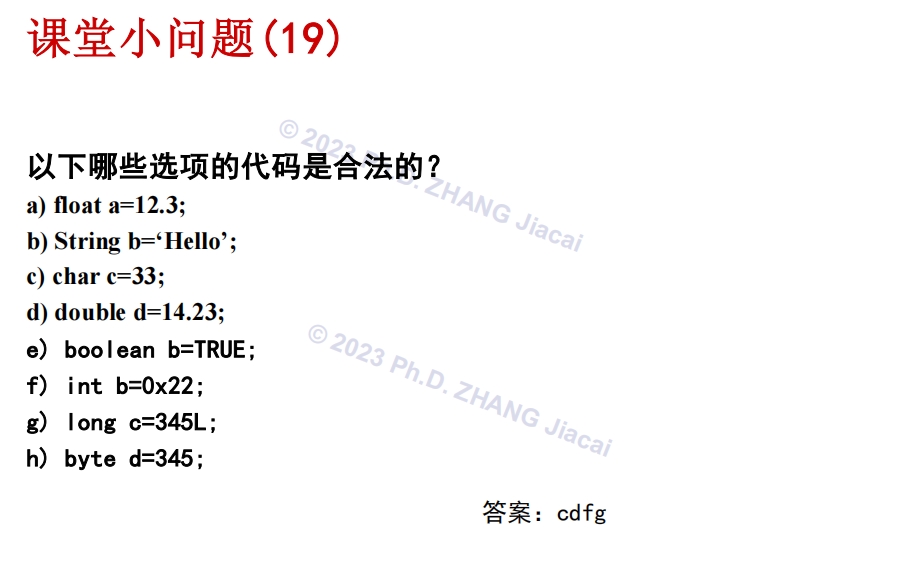 课堂小问题(19)
© 2023 Ph.D. ZHANG Jiacai
以下哪些选项的代码是合法的？
a) float a=12.3;
b) String b=‘Hello’;
c) char c=33;
d) double d=14.23;
e) boolean b=TRUE;
f) int b=0x22;
g) long c=345L;
h) byte d=345;
© 2023 Ph.D. ZHANG Jiacai
答案：cdfg